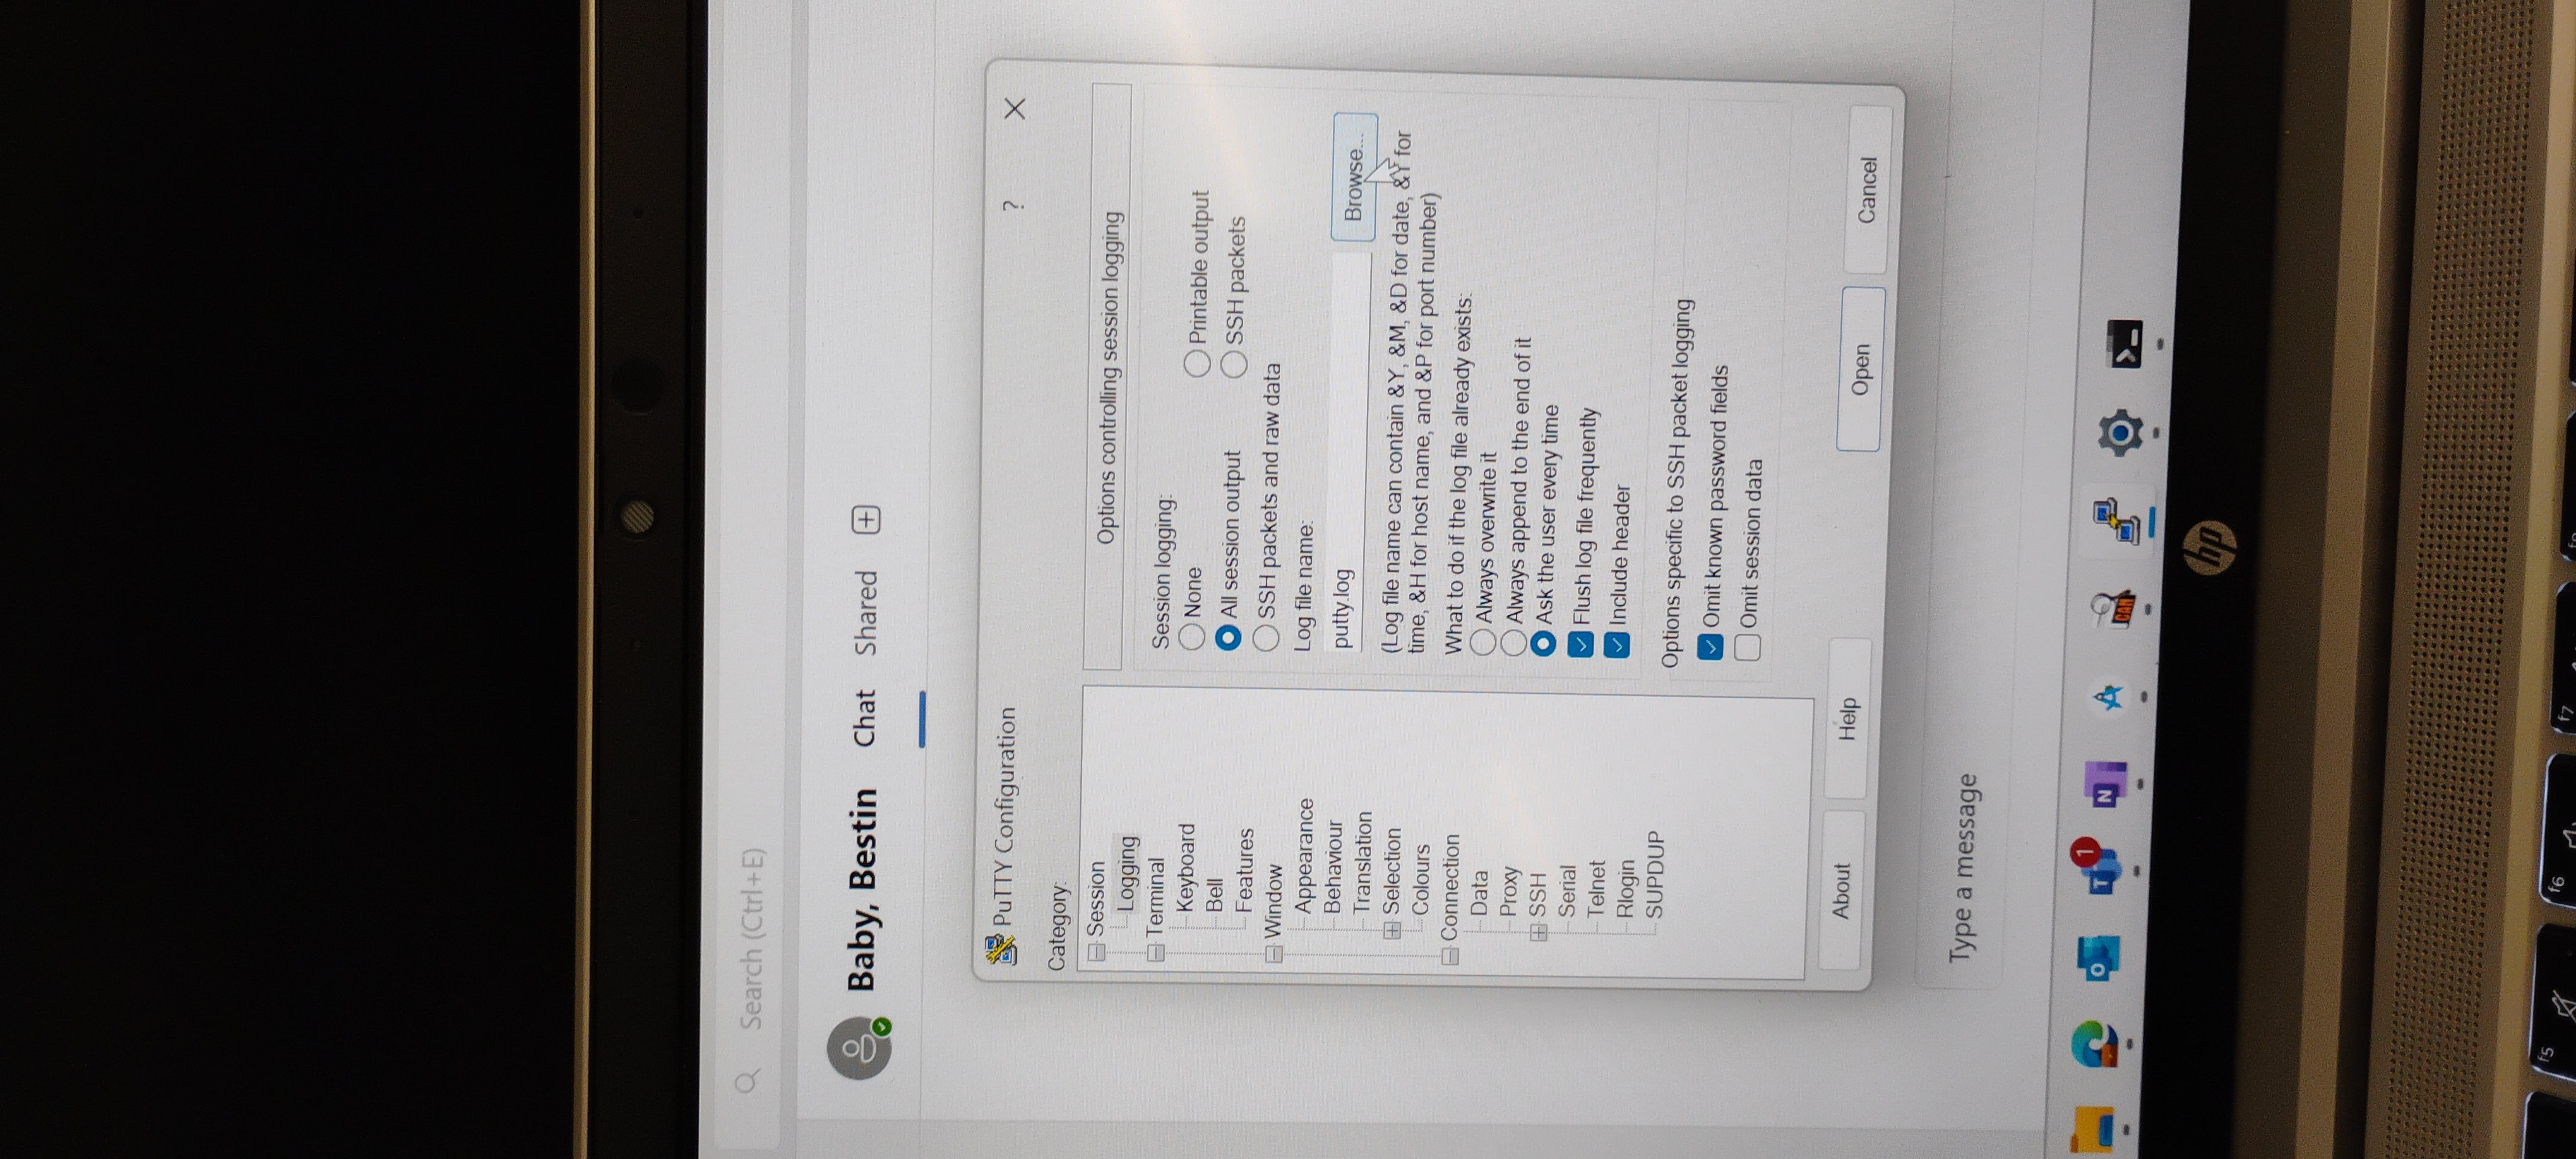 Search (Ctrl+E)
Baby, Bestin Chat Shared
PuTTY Configuration ?
Category:
Session
Logging
Terminal
Keyboard
Bell
Features
Window
Appearance
Behaviour
Translation
Selection
Colours
Connection
Data
Proxy
SSH
Serial
Telnet
Rlogin
SUPDUP
Options controlling session logging
Session logging:
None Printable output
All session output SSH packets
SSH packets and raw data
Log file name:
putty.log Browse...
(Log file name can contain &Y, &M, &D for date, &T for
time, &H for host name, and &P for port number)
What to do if the log file already exists:
Always overwrite it
Always append to the end of it
Ask the user every time
Flush log file frequently
Include header
Options specific to SSH packet logging
Omit known password fields
Omit session data
About Help Open Cancel
Type a message
1
O T N CAN
hp
f5 f6 f7